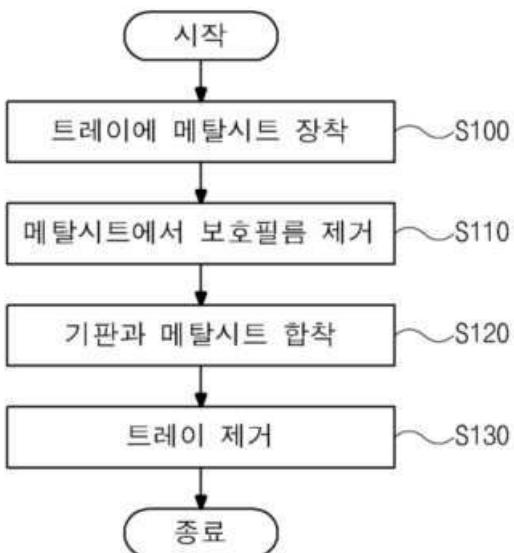 시작
트레이에 메탈시트 장착 S100
메탈시트에서 보호필름 제거 S110
기판과 메탈시트 합착 S120
트레이 제거 S130
종료